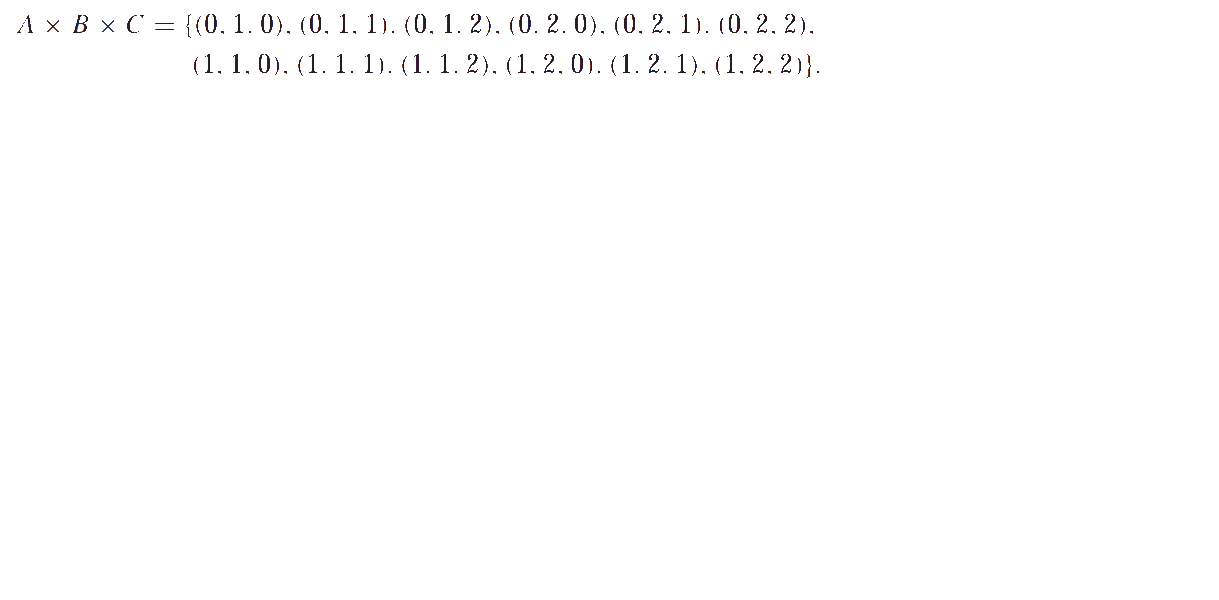 A × B × C = {(0, 1, 0), (0, 1, 1), (0, 1, 2), (0, 2, 0), (0, 2, 1), (0, 2, 2),
(1, 1, 0), (1, 1, 1), (1, 1, 2), (1, 2, 0), (1, 2, 1), (1, 2, 2)}.